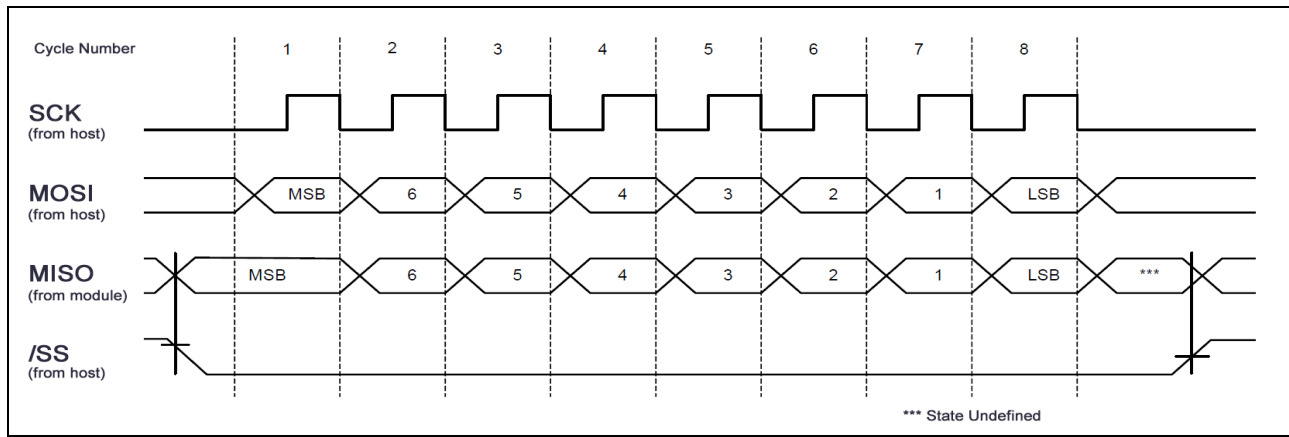 Cycle Number 1 2 3 4 5 6 7 8
SCK
(from host)
MOSI
(from host)
MSB 6 5 4 3 2 1 LSB
MISO
(from module)
MSB 6 5 4 3 2 1 LSB ***
/SS
(from host)
*** State Undefined